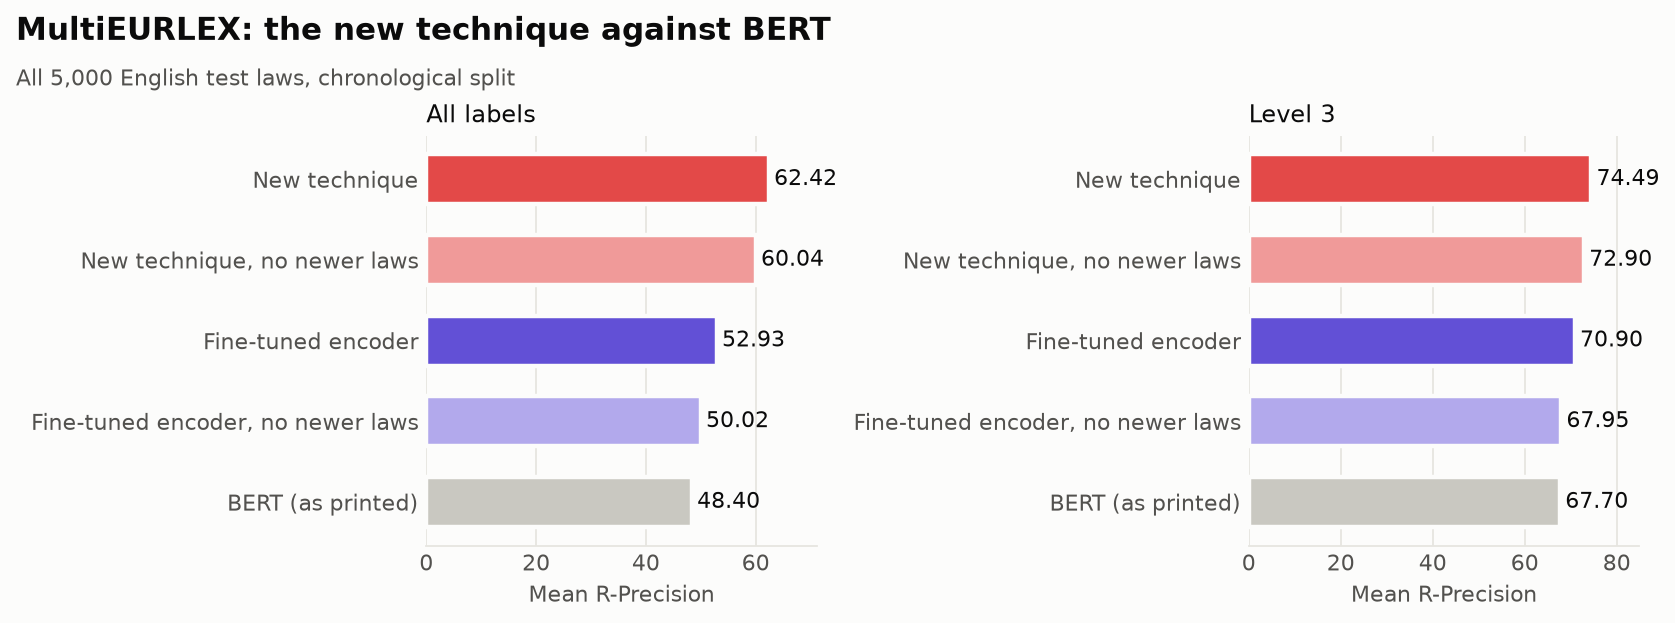 MultiEURLEX: the new technique against BERT
All 5,000 English test laws, chronological split
All labels
New technique 62.42
New technique, no newer laws 60.04
Fine-tuned encoder 52.93
Fine-tuned encoder, no newer laws 50.02
BERT (as printed) 48.40
0 20 40 60
Mean R-Precision
Level 3
New technique 74.49
New technique, no newer laws 72.90
Fine-tuned encoder 70.90
Fine-tuned encoder, no newer laws 67.95
BERT (as printed) 67.70
0 20 40 60 80
Mean R-Precision